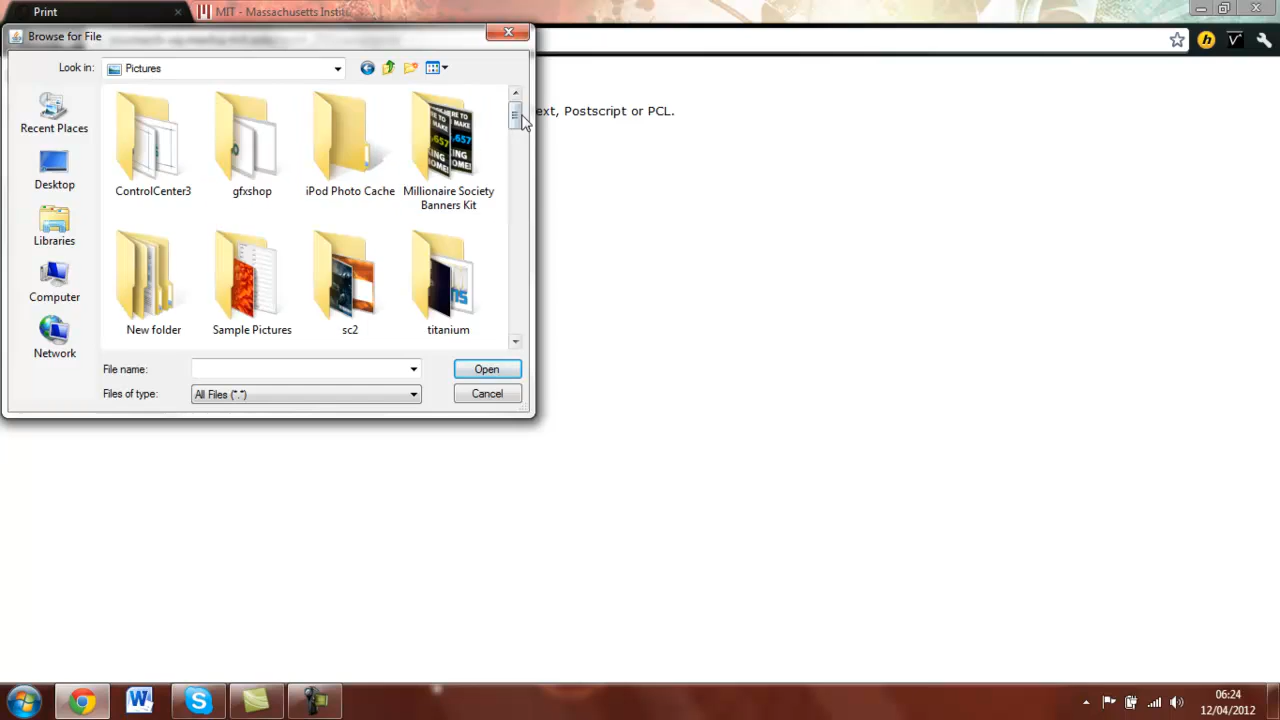 Print
MIT - Massachusetts Instit
Browse for File
Look in:
Pictures
ext, Postscript or PCL.
Recent Places
Desktop
Libraries
Computer
Network
ControlCenter3
gfxshop
iPod Photo Cache
Millionaire Society
Banners Kit
New folder
Sample Pictures
sc2
titanium
File name:
Open
Files of type:
All Files (*.*)
Cancel
06:24
12/04/2012